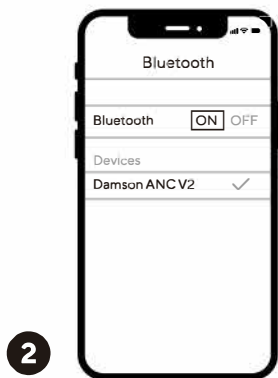 Bluetooth
Bluetooth ON OFF
Devices
Damson ANC V2
2